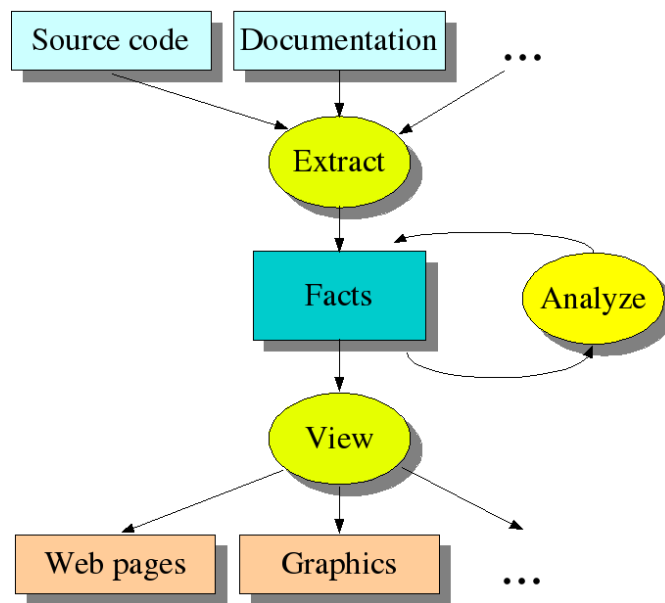 Source code
Documentation
...
Extract
Facts
Analyze
View
Web pages
Graphics
...